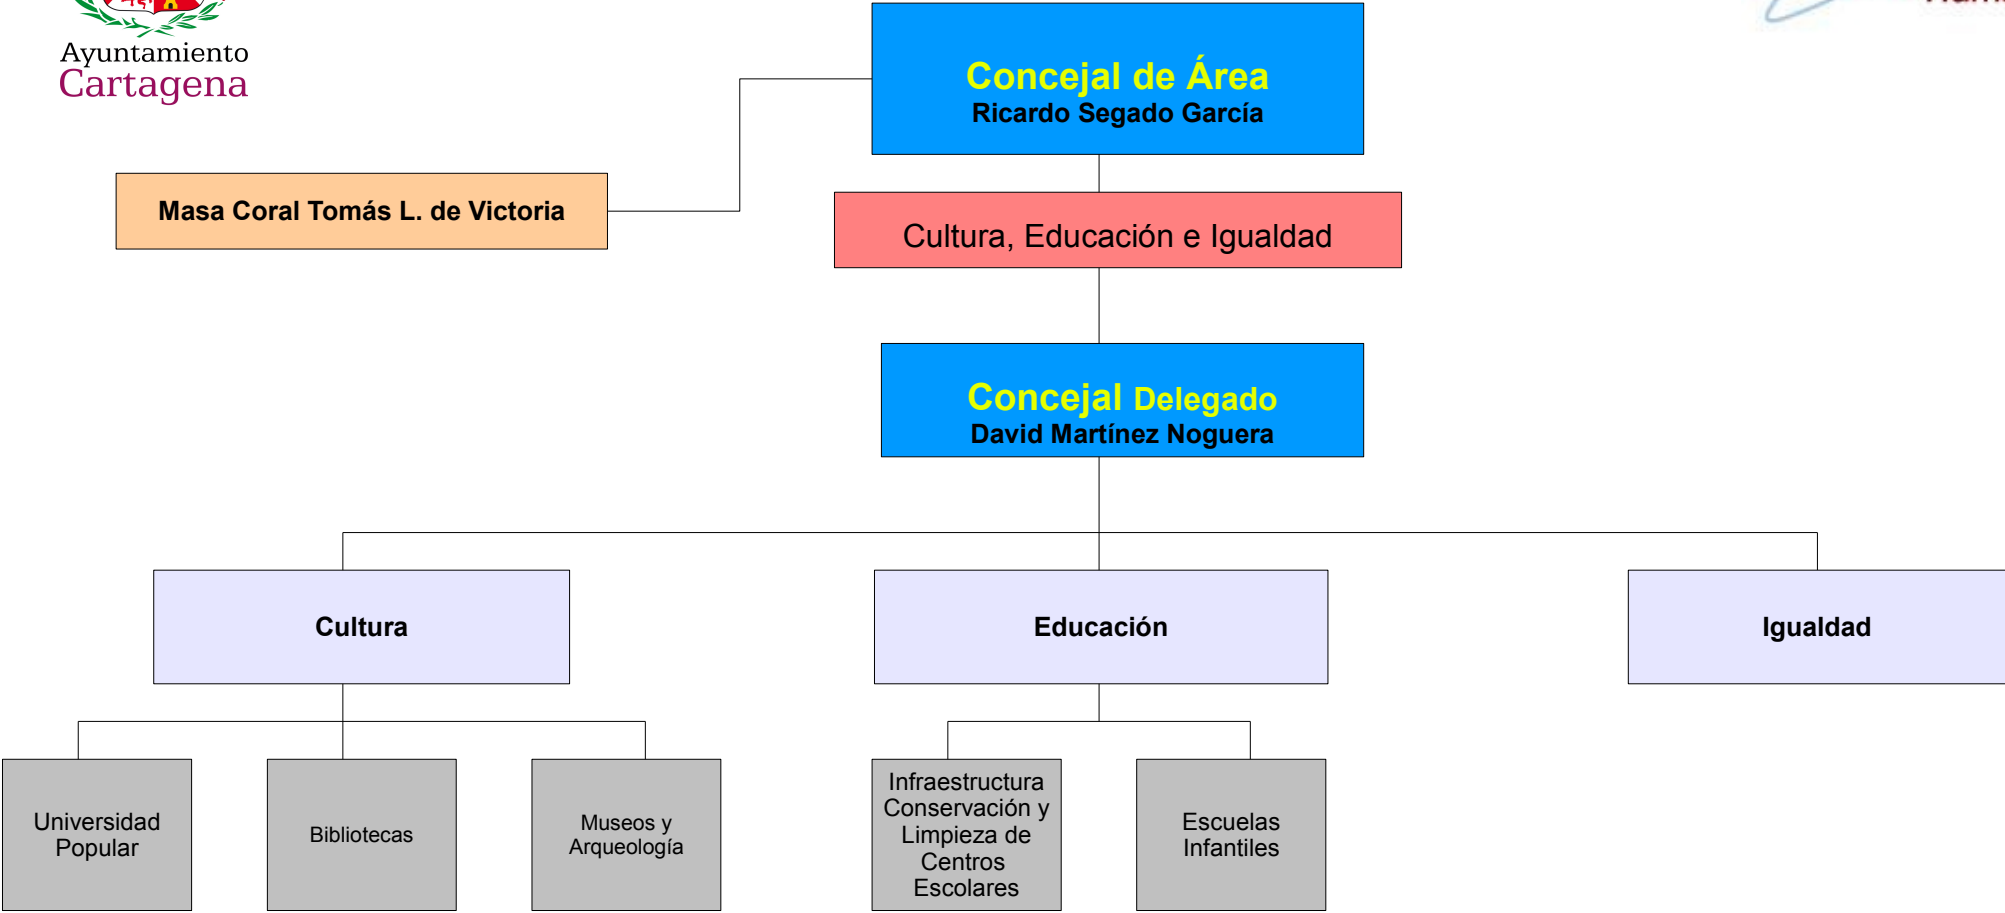 Ayuntamiento
Cartagena
Concejal de Área
Ricardo Segado García
Masa Coral Tomás L. de Victoria
Cultura, Educación e Igualdad
Concejal Delegado
David Martínez Noguera
Cultura
Educación
Igualdad
Universidad
Popular
Bibliotecas
Museos y
Arqueología
Infraestructura
Conservación y
Limpieza de
Centros
Escolares
Escuelas
Infantiles